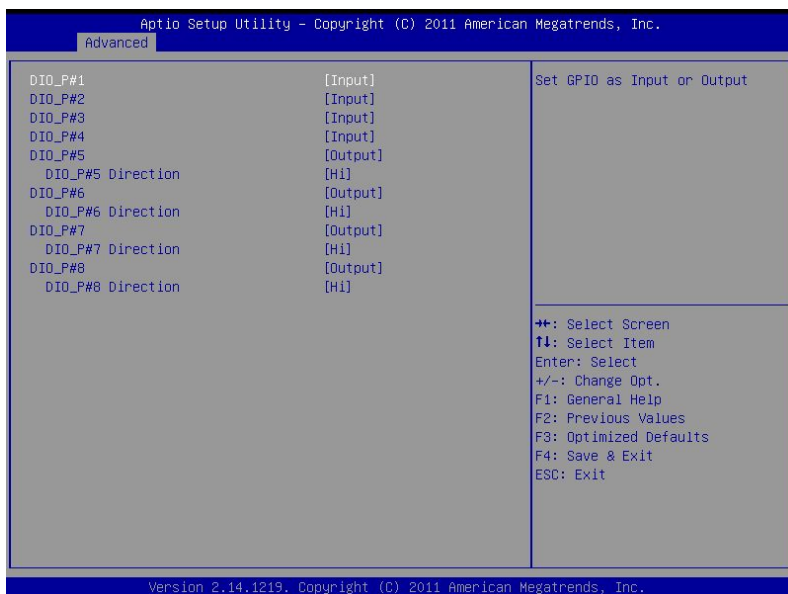 Aptio Setup Utility – Copyright (C) 2011 American Megatrends, Inc.
Advanced
DIO_P#1 [Input]
DIO_P#2 [Input]
DIO_P#3 [Input]
DIO_P#4 [Input]
DIO_P#5 [Output]
DIO_P#5 Direction [Hi]
DIO_P#6 [Output]
DIO_P#6 Direction [Hi]
DIO_P#7 [Output]
DIO_P#7 Direction [Hi]
DIO_P#8 [Output]
DIO_P#8 Direction [Hi]
Set GPIO as Input or Output
→←: Select Screen
↑↓: Select Item
Enter: Select
+/-: Change Opt.
F1: General Help
F2: Previous Values
F3: Optimized Defaults
F4: Save & Exit
ESC: Exit
Version 2.14.1219. Copyright (C) 2011 American Megatrends, Inc.